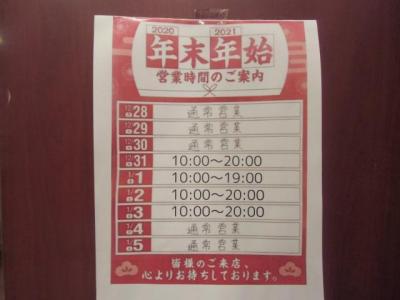 2020 2021
年末年始
営業時間のご案内
12/28 通常営業
12/29 通常営業
12/30 通常営業
12/31 10:00～20:00
1/1 10:00～19:00
1/2 10:00～20:00
1/3 10:00～20:00
1/4 通常営業
1/5 通常営業
皆様のご来店、
心よりお待ちしております。